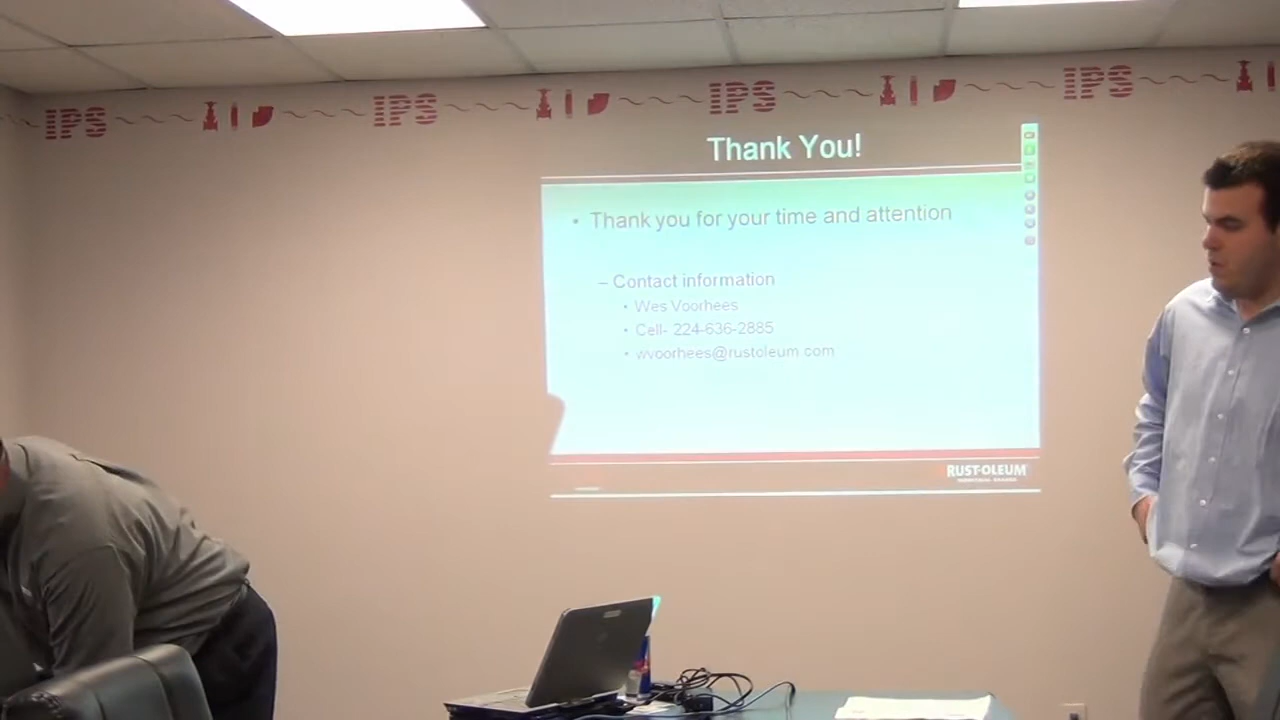 IPS IPS IPS IPS
Thank You!
• Thank you for your time and attention
– Contact information
• Wes Voorhees
• Cell- 224-636-2885
• wvoorhees@rustoleum.com
RUST-OLEUM